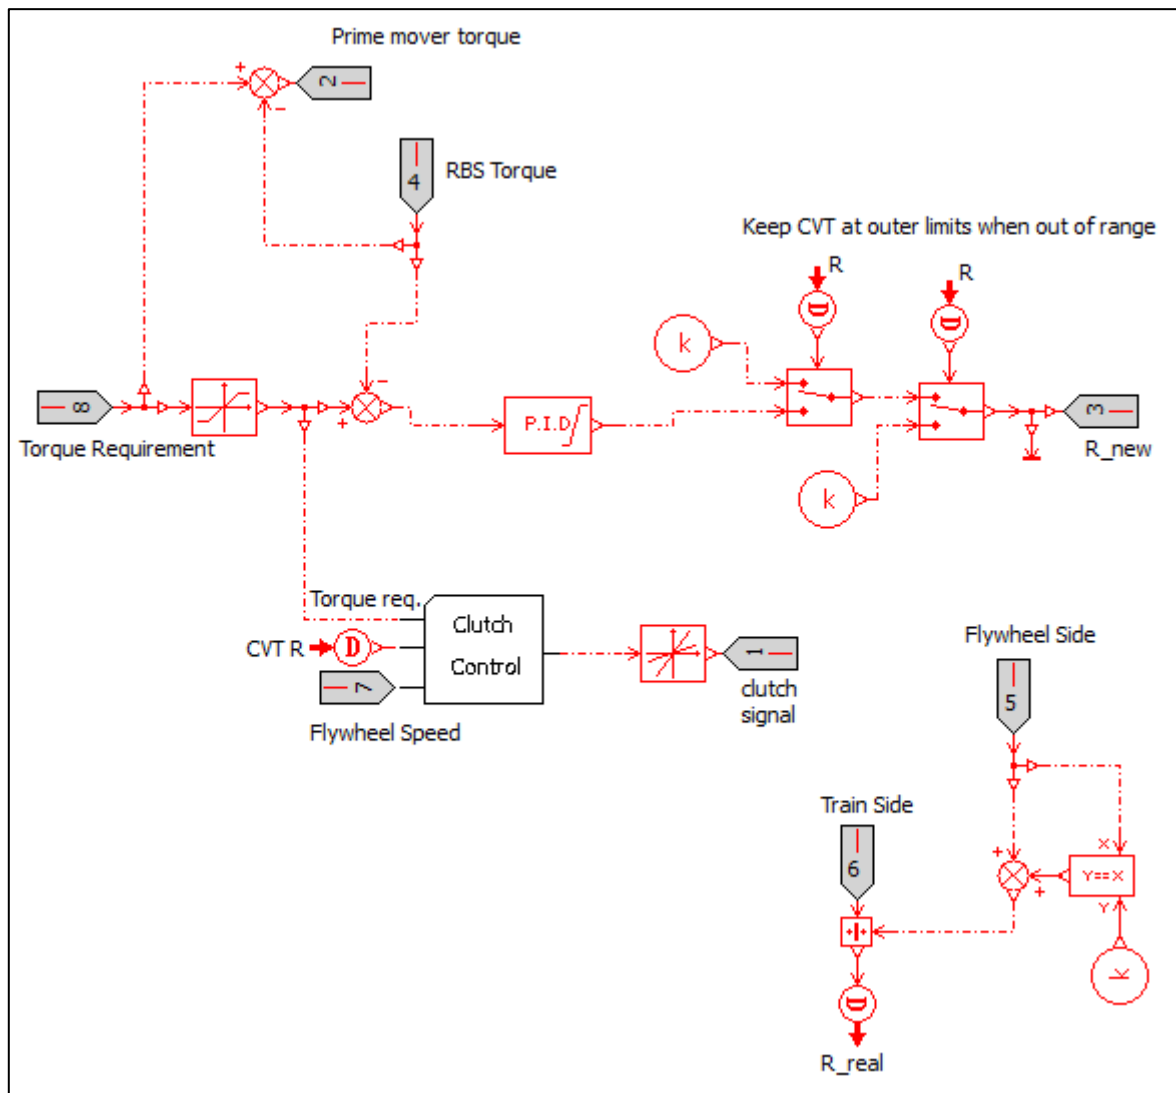 Prime mover torque
+
2
-
4
RBS Torque
Keep CVT at outer limits when out of range
R
R
D
D
k
-
8
+
P.I.D
3
Torque Requirement
R_new
k
Torque req.
Clutch
Control
CVT R
D
7
1
clutch
signal
Flywheel Speed
Flywheel Side
5
Train Side
6
+
X
Y==X
+
Y
k
D
R_real